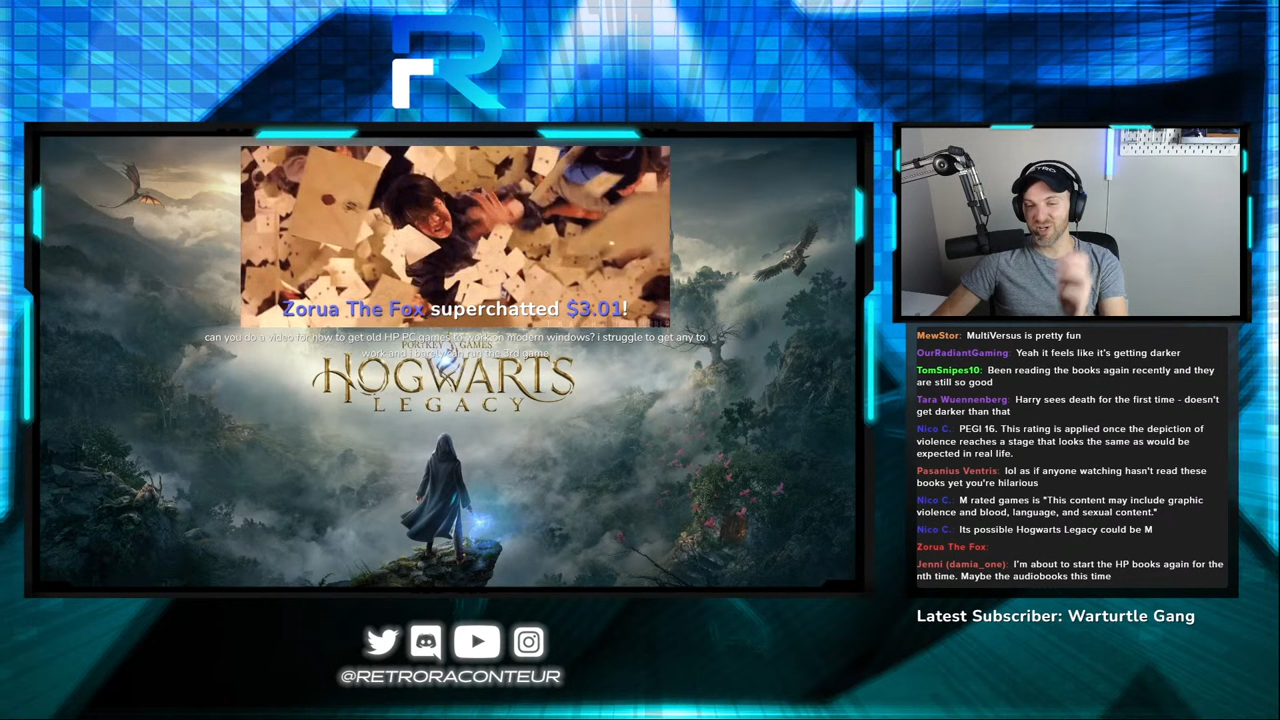 Zorua The Fox superchatted $3.01!
can you do a video for how to get old HP PC games to work on modern windows? i struggle to get any to
work and i barely can run the 3rd game
PORTKEY GAMES
HOGWARTS
LEGACY
MewStor: MultiVersus is pretty fun
OurRadiantGaming: Yeah it feels like it's getting darker
TomSnipes10: Been reading the books again recently and they
are still so good
Tara Wuennenberg: Harry sees death for the first time - doesn't
get darker than that
Nico C.: PEGI 16. This rating is applied once the depiction of
violence reaches a stage that looks the same as would be
expected in real life.
Pasanius Ventris: lol as if anyone watching hasn't read these
books yet you're hilarious
Nico C.: M rated games is "This content may include graphic
violence and blood, language, and sexual content."
Nico C.: Its possible Hogwarts Legacy could be M
Zorua The Fox:
Jenni (damia_one): I'm about to start the HP books again for the
nth time. Maybe the audiobooks this time
Latest Subscriber: Warturtle Gang
@RETRORACONTEUR